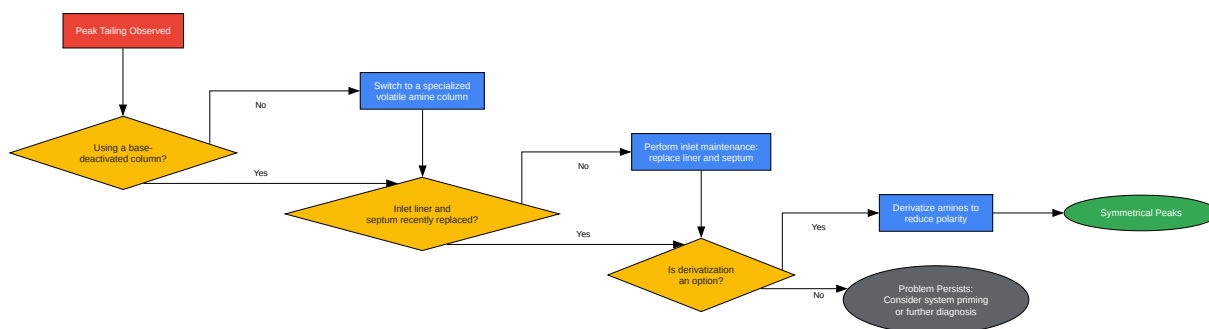 Peak Tailing Observed
Using a base-
deactivated column?
No
Yes
Switch to a specialized
volatile amine column
Inlet liner and
septum recently replaced?
No
Yes
Perform inlet maintenance:
replace liner and septum
Is derivatization
an option?
Yes
No
Derivatize amines to
reduce polarity
Symmetrical Peaks
Problem Persists:
Consider system priming
or further diagnosis